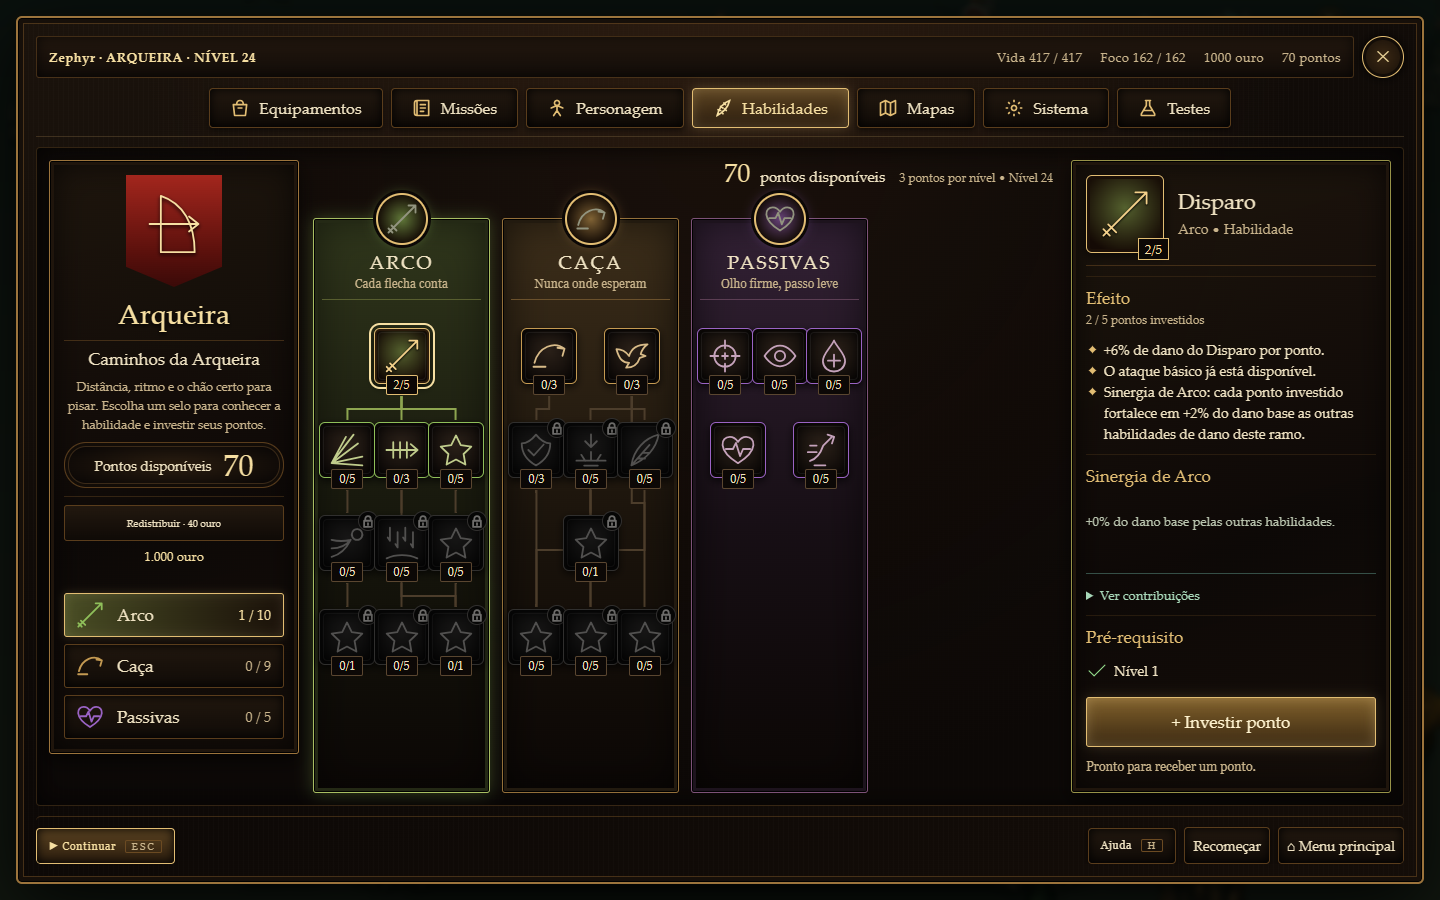 Zephyr · ARQUEIRA · NÍVEL 24
Vida 417 / 417 Foco 162 / 162 1000 ouro 70 pontos
Equipamentos
Missões
Personagem
Habilidades
Mapas
Sistema
Testes
Arqueira
Caminhos da Arqueira
Distância, ritmo e o chão certo para
pisar. Escolha um selo para conhecer a
habilidade e investir seus pontos.
Pontos disponíveis 70
Redistribuir · 40 ouro
1.000 ouro
Arco 1 / 10
Caça 0 / 9
Passivas 0 / 5
70 pontos disponíveis 3 pontos por nível • Nível 24
ARCO
Cada flecha conta
2/5
0/5 0/3 0/5
0/5 0/5 0/5
0/1 0/5 0/1
CAÇA
Nunca onde esperam
0/3 0/3
0/3 0/5 0/5
0/1
0/5 0/5 0/5
PASSIVAS
Olho firme, passo leve
0/5 0/5 0/5
0/5 0/5
Disparo
Arco • Habilidade
2/5
Efeito
2 / 5 pontos investidos
+6% de dano do Disparo por ponto.
O ataque básico já está disponível.
Sinergia de Arco: cada ponto investido
fortalece em +2% do dano base as outras
habilidades de dano deste ramo.
Sinergia de Arco
+0% do dano base pelas outras habilidades.
▶ Ver contribuições
Pré-requisito
Nível 1
+ Investir ponto
Pronto para receber um ponto.
▶ Continuar ESC
Ajuda H
Recomeçar
⌂ Menu principal